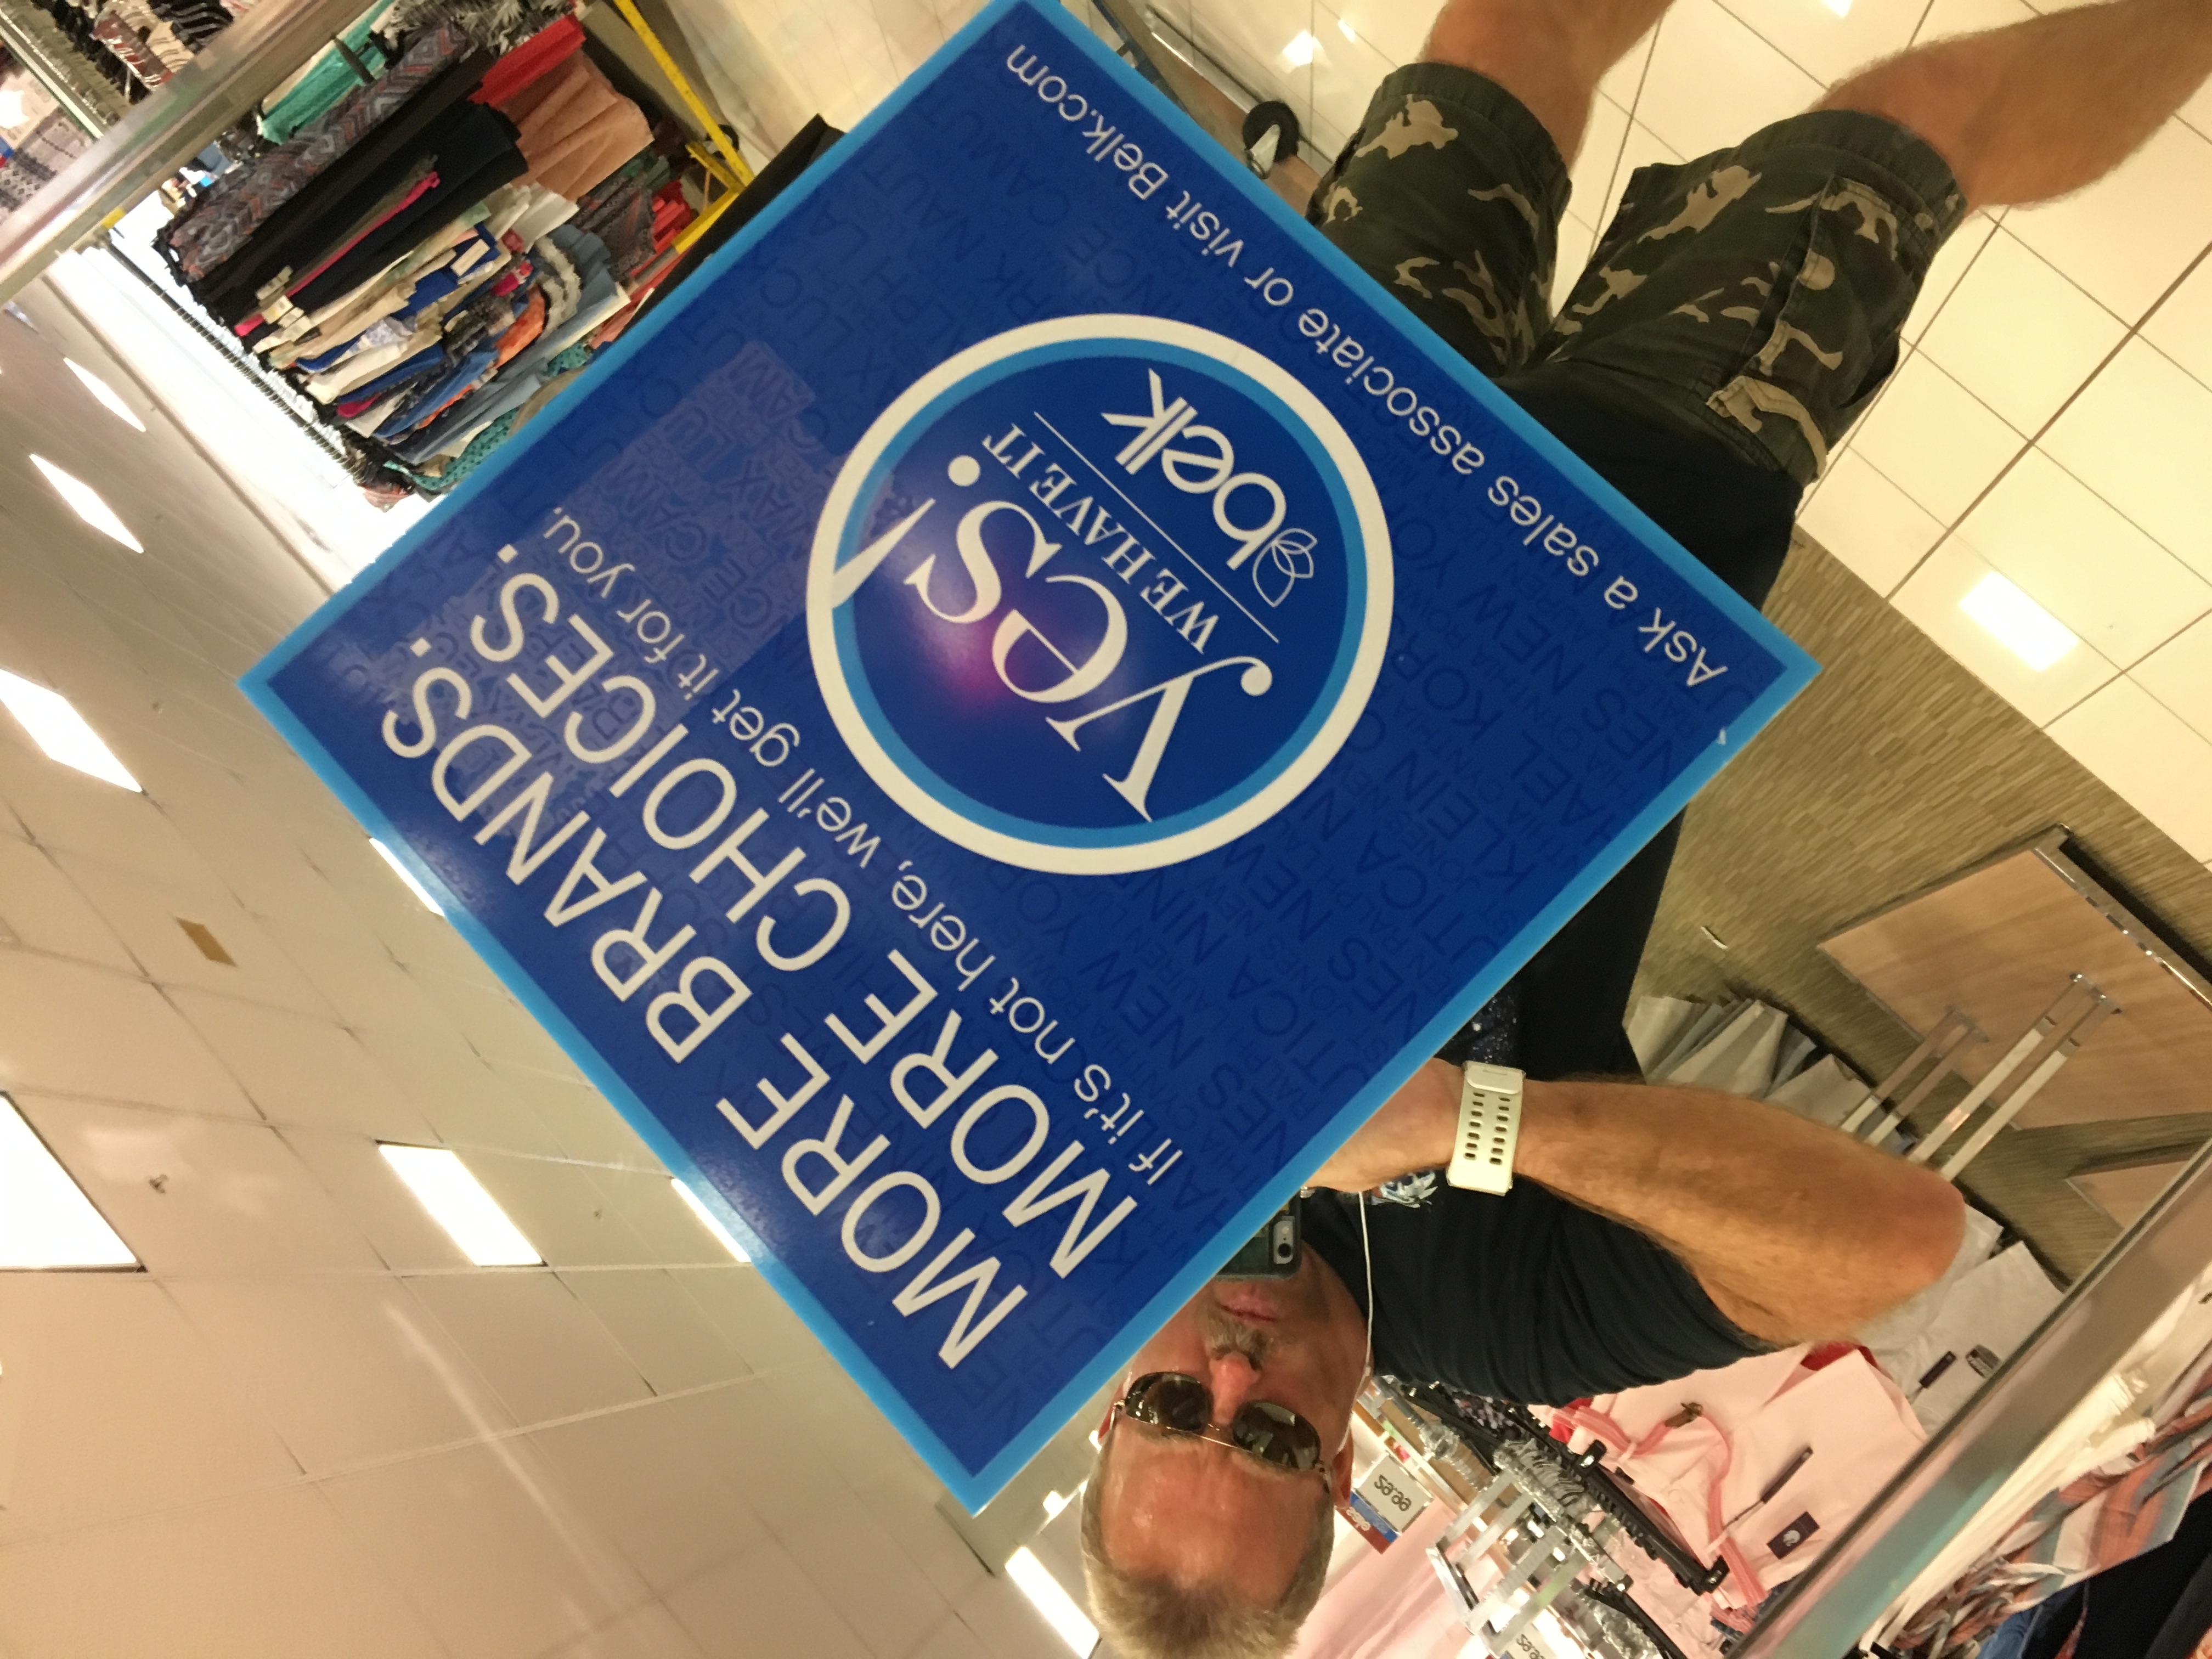 MORE BRANDS.
MORE CHOICES.
If it's not here, we'll get it for you.
yes!
WE HAVE IT
belk
Ask a sales associate or visit Belk.com